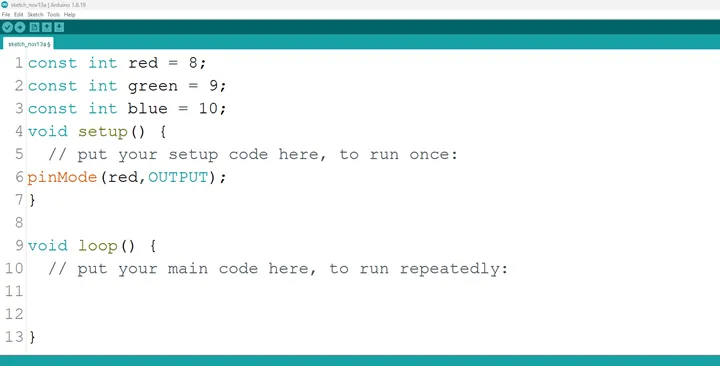 sketch_nov13a | Arduino 1.8.19
File Edit Sketch Tools Help
sketch_nov13a §
1 const int red = 8;
2 const int green = 9;
3 const int blue = 10;
4 void setup() {
5 // put your setup code here, to run once:
6 pinMode(red,OUTPUT);
7 }
8
9 void loop() {
10 // put your main code here, to run repeatedly:
11
12
13 }